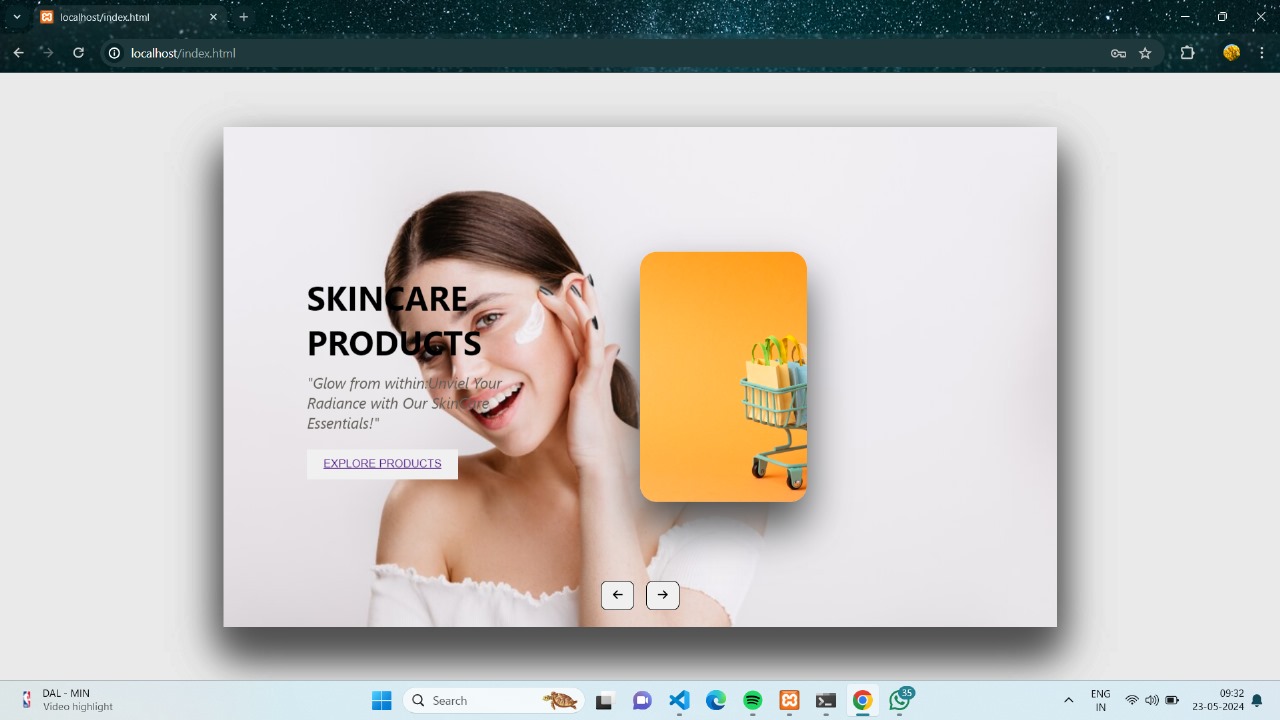 localhost/index.html
localhost/index.html
SKINCARE
PRODUCTS
"Glow from within:Unviel Your
Radiance with Our SkinCare
Essentials!"
EXPLORE PRODUCTS
DAL - MIN
Video highlight
Search
35
ENG
IN
09:32
23-05-2024